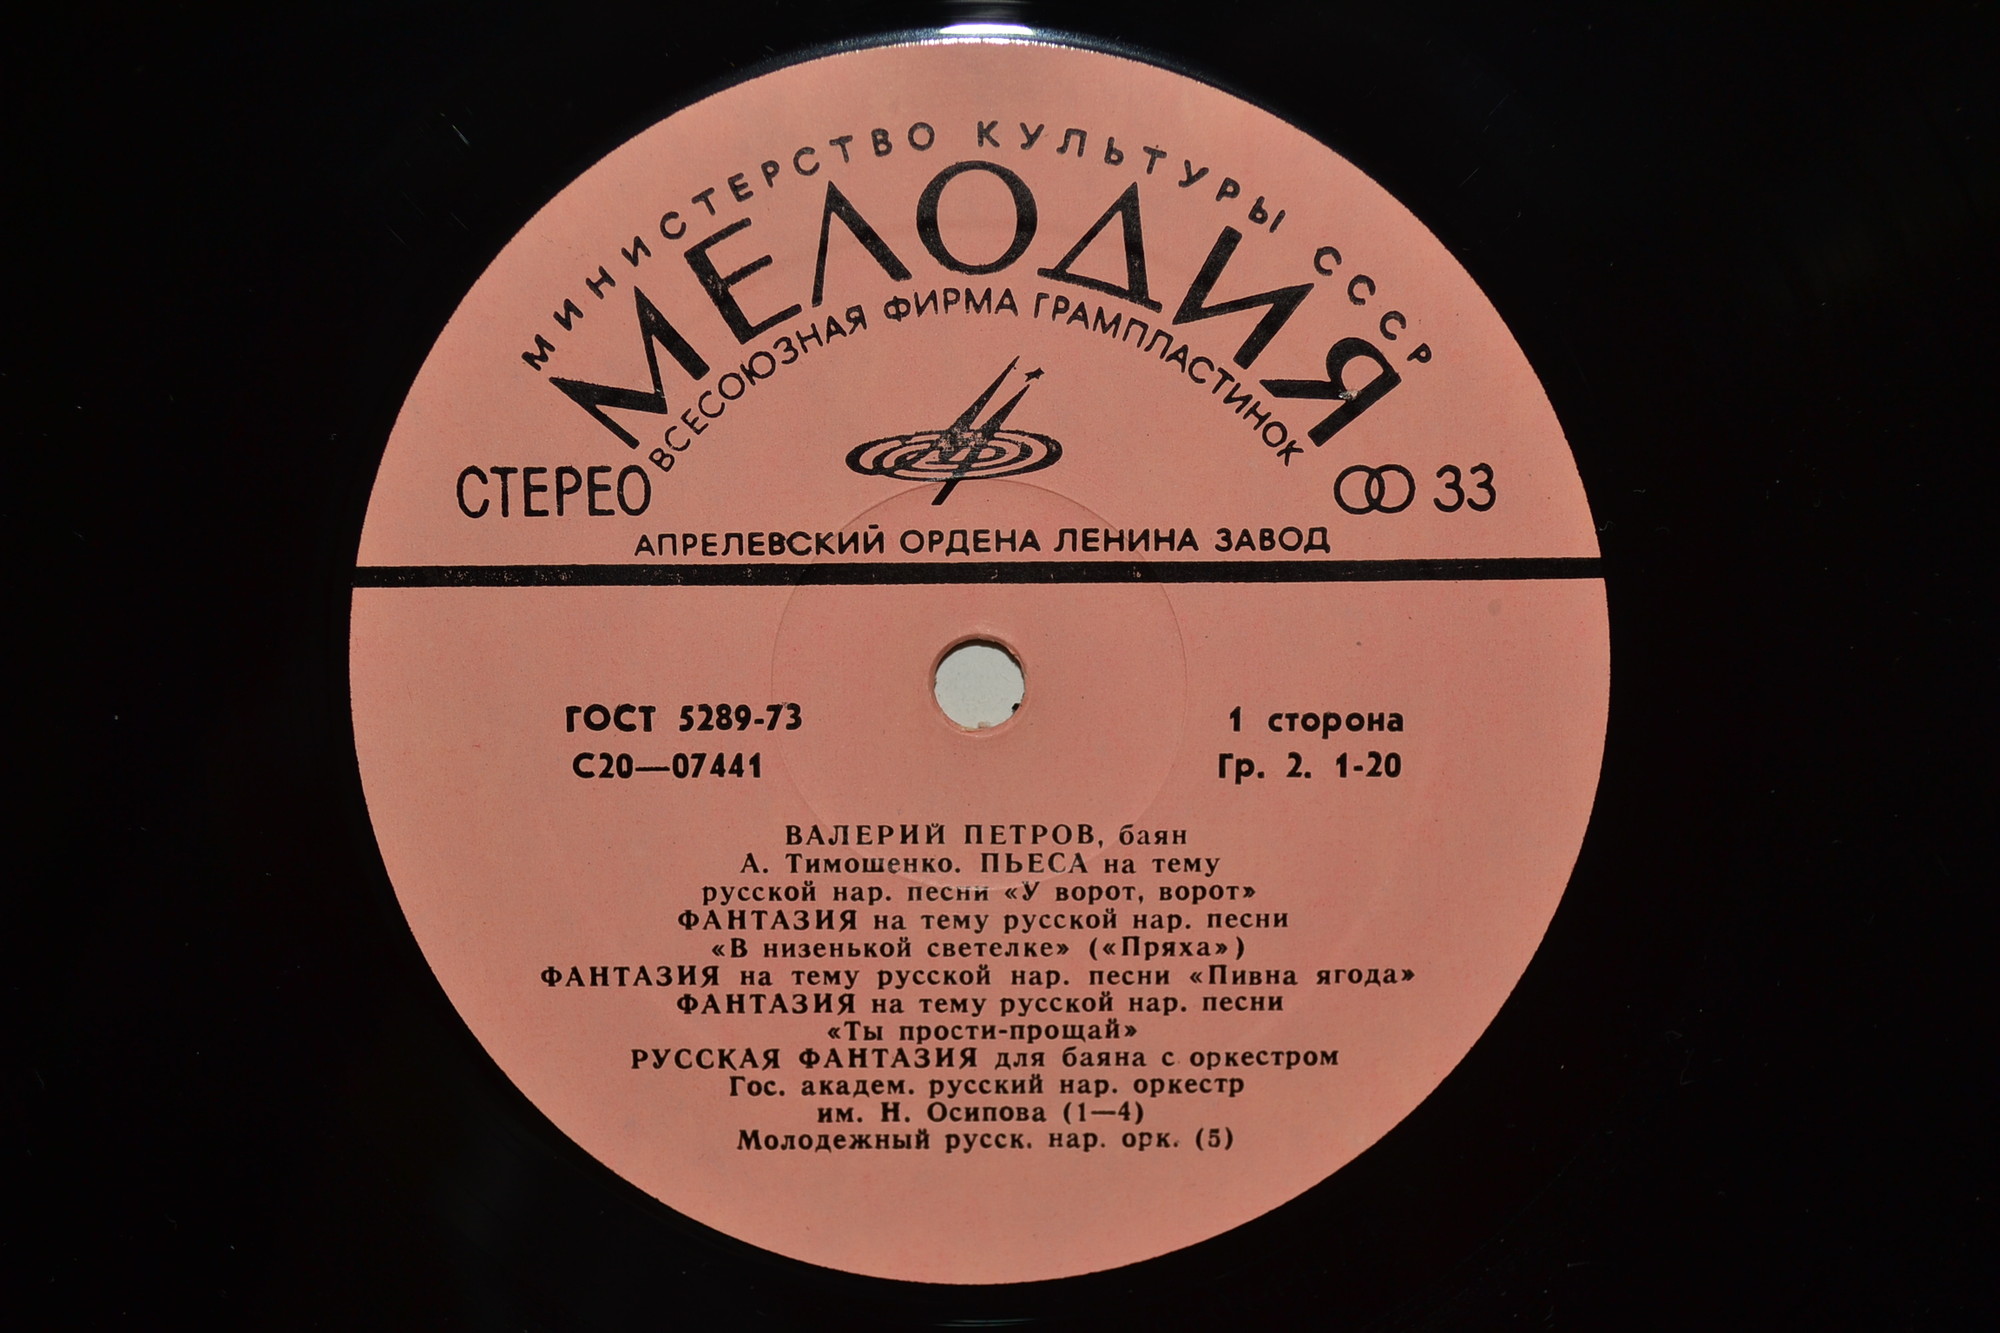 МИНИСТЕРСТВО КУЛЬТУРЫ СССР
МЕЛОДИЯ
ВСЕСОЮЗНАЯ ФИРМА ГРАМПЛАСТИНОК
СТЕРЕО
33
АПРЕЛЕВСКИЙ ОРДЕНА ЛЕНИНА ЗАВОД
ГОСТ 5289-73
1 сторона
С20—07441
Гр. 2. 1-20
ВАЛЕРИЙ ПЕТРОВ, баян
А. Тимошенко. ПЬЕСА на тему
русской нар. песни «У ворот, ворот»
ФАНТАЗИЯ на тему русской нар. песни
«В низенькой светелке» («Пряха»)
ФАНТАЗИЯ на тему русской нар. песни «Пивна ягода»
ФАНТАЗИЯ на тему русской нар. песни
«Ты прости-прощай»
РУССКАЯ ФАНТАЗИЯ для баяна с оркестром
Гос. академ. русский нар. оркестр
им. Н. Осипова (1—4)
Молодежный русск. нар. орк. (5)